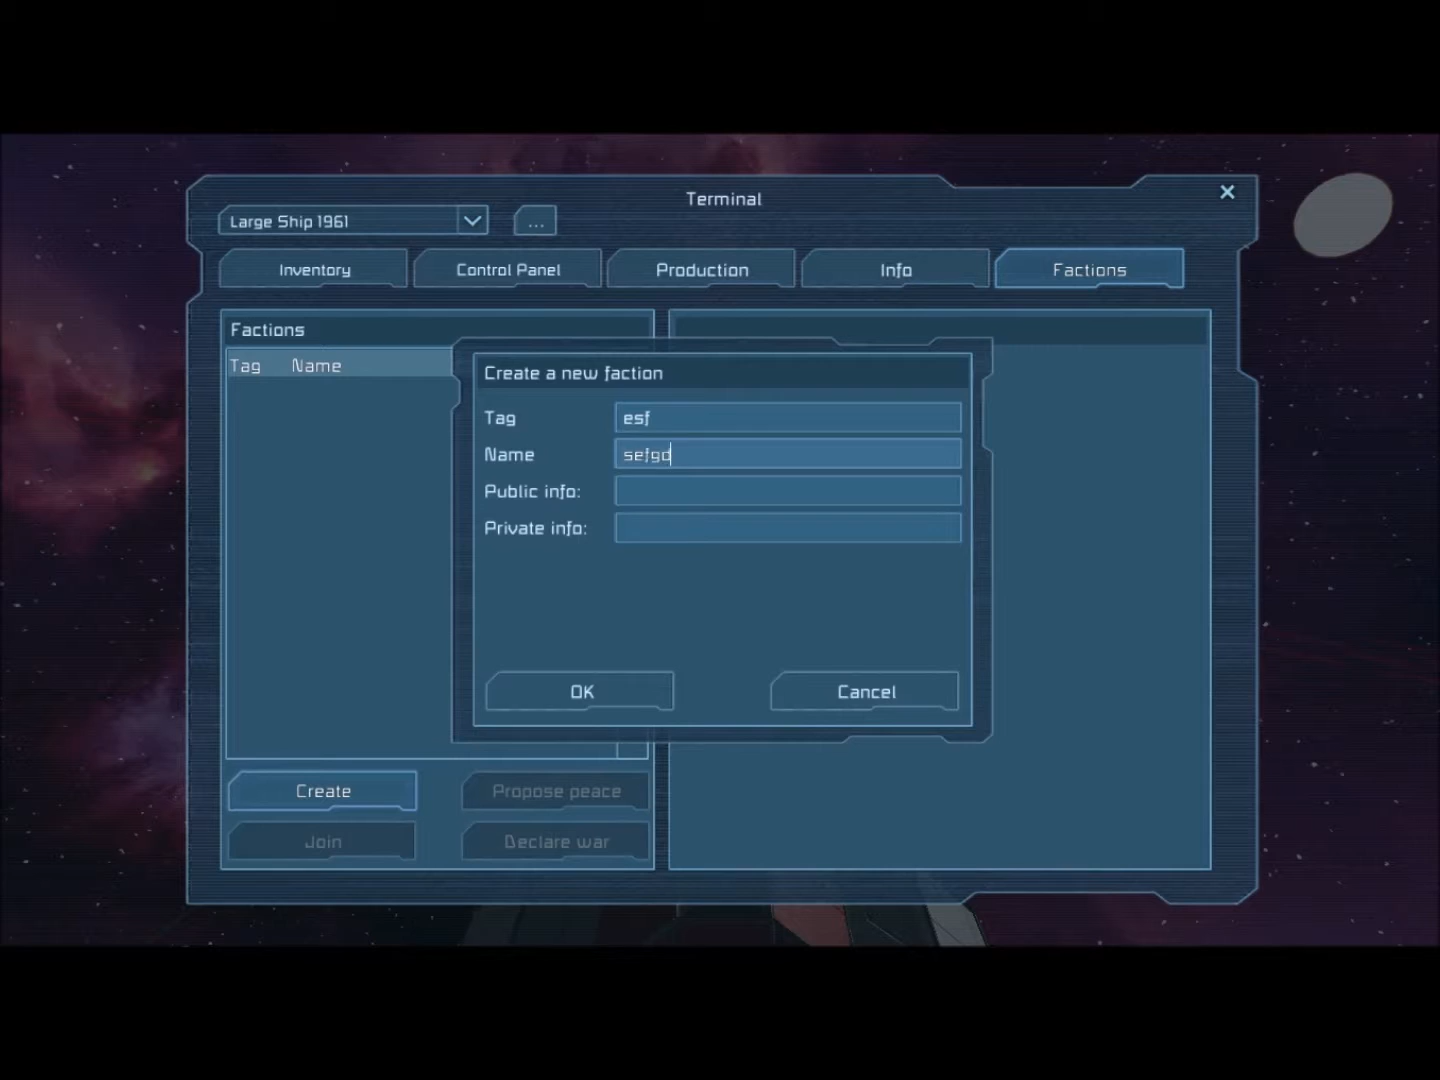 Terminal
Large Ship 1961
...
Inventory
Control Panel
Production
Info
Factions
Factions
Tag Name
Create a new faction
Tag
esf
Name
sefgd
Public info:
Private info:
OK
Cancel
Create
Propose peace
Join
Declare war